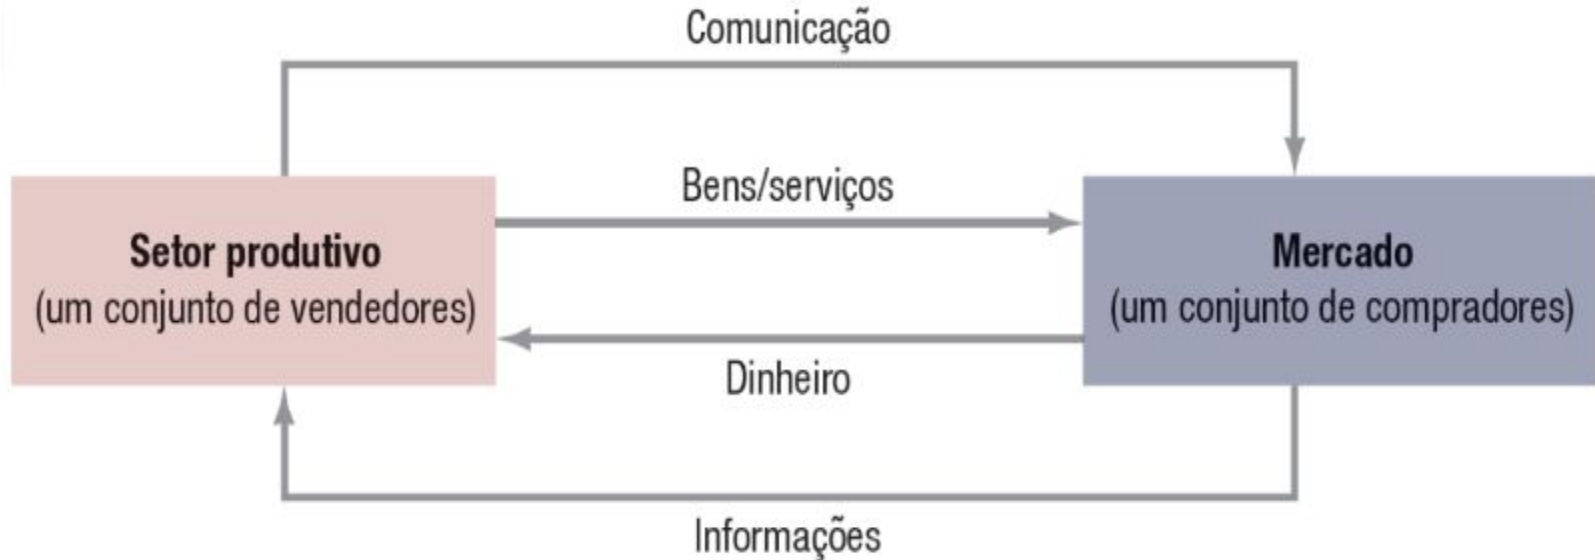 Comunicação
Bens/serviços
Setor produtivo
(um conjunto de vendedores)
Mercado
(um conjunto de compradores)
Dinheiro
Informações